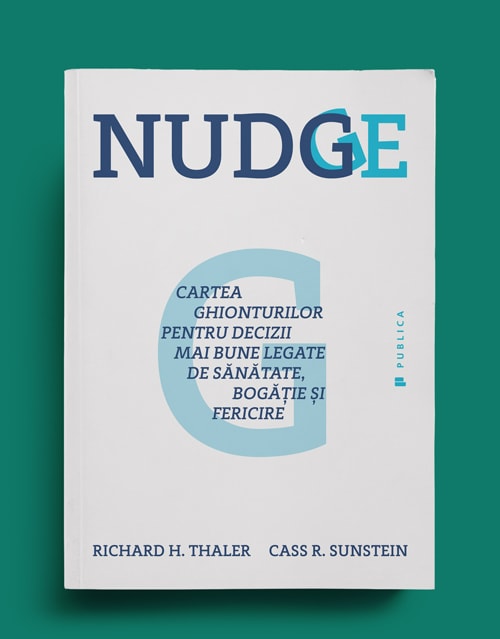 NUDGE
G
CARTEA
GHIONTURILOR
PENTRU DECIZII
MAI BUNE LEGATE
DE SĂNĂTATE,
BOGĂȚIE ȘI
FERICIRE
PUBLICA
RICHARD H. THALER CASS R. SUNSTEIN